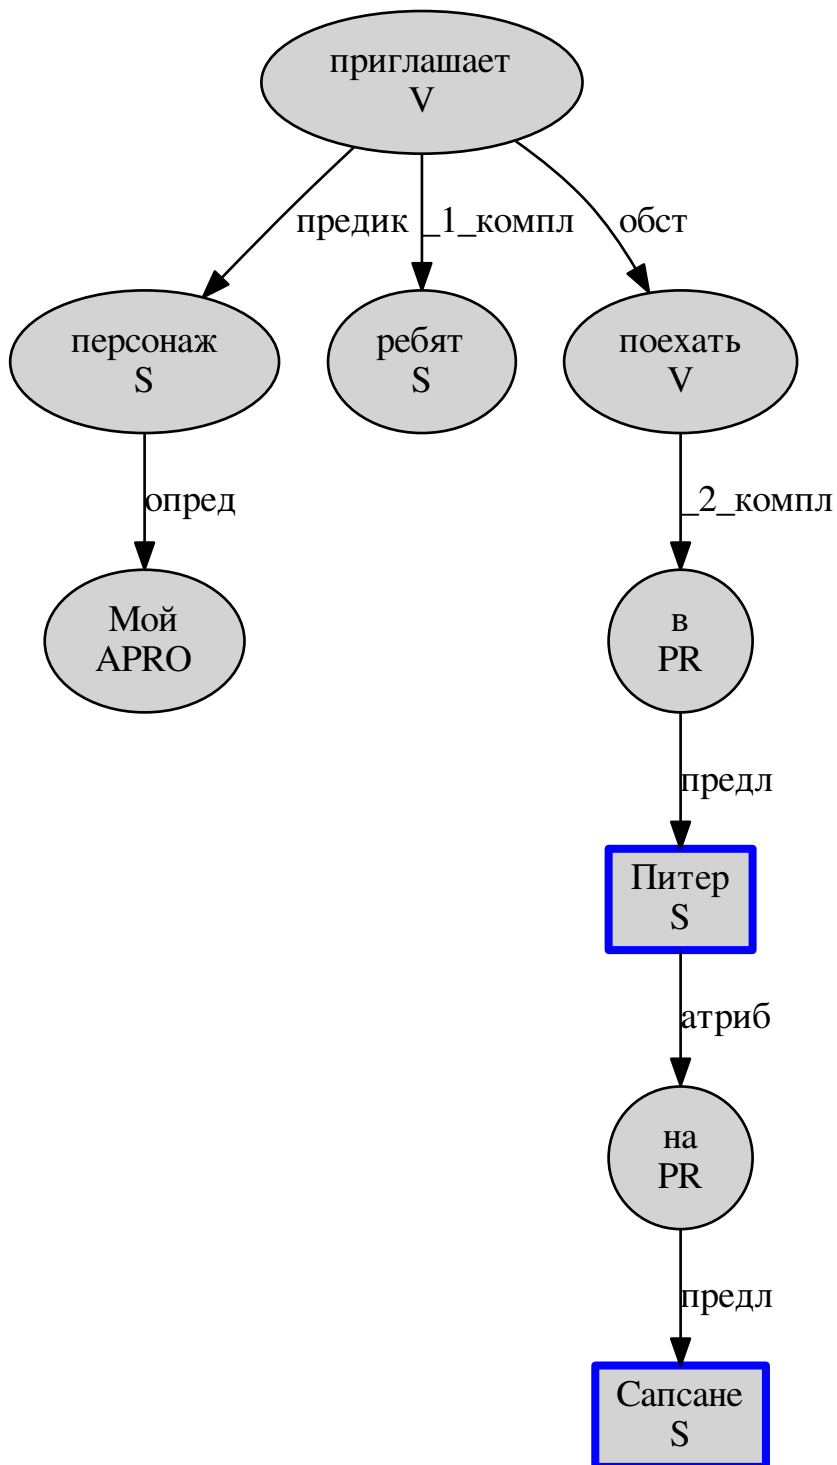 приглашает
V
предик
_1_компл
обст
персонаж
S
ребят
S
поехать
V
опред
_2_компл
Мой
APRO
в
PR
предл
Питер
S
атриб
на
PR
предл
Сапсане
S